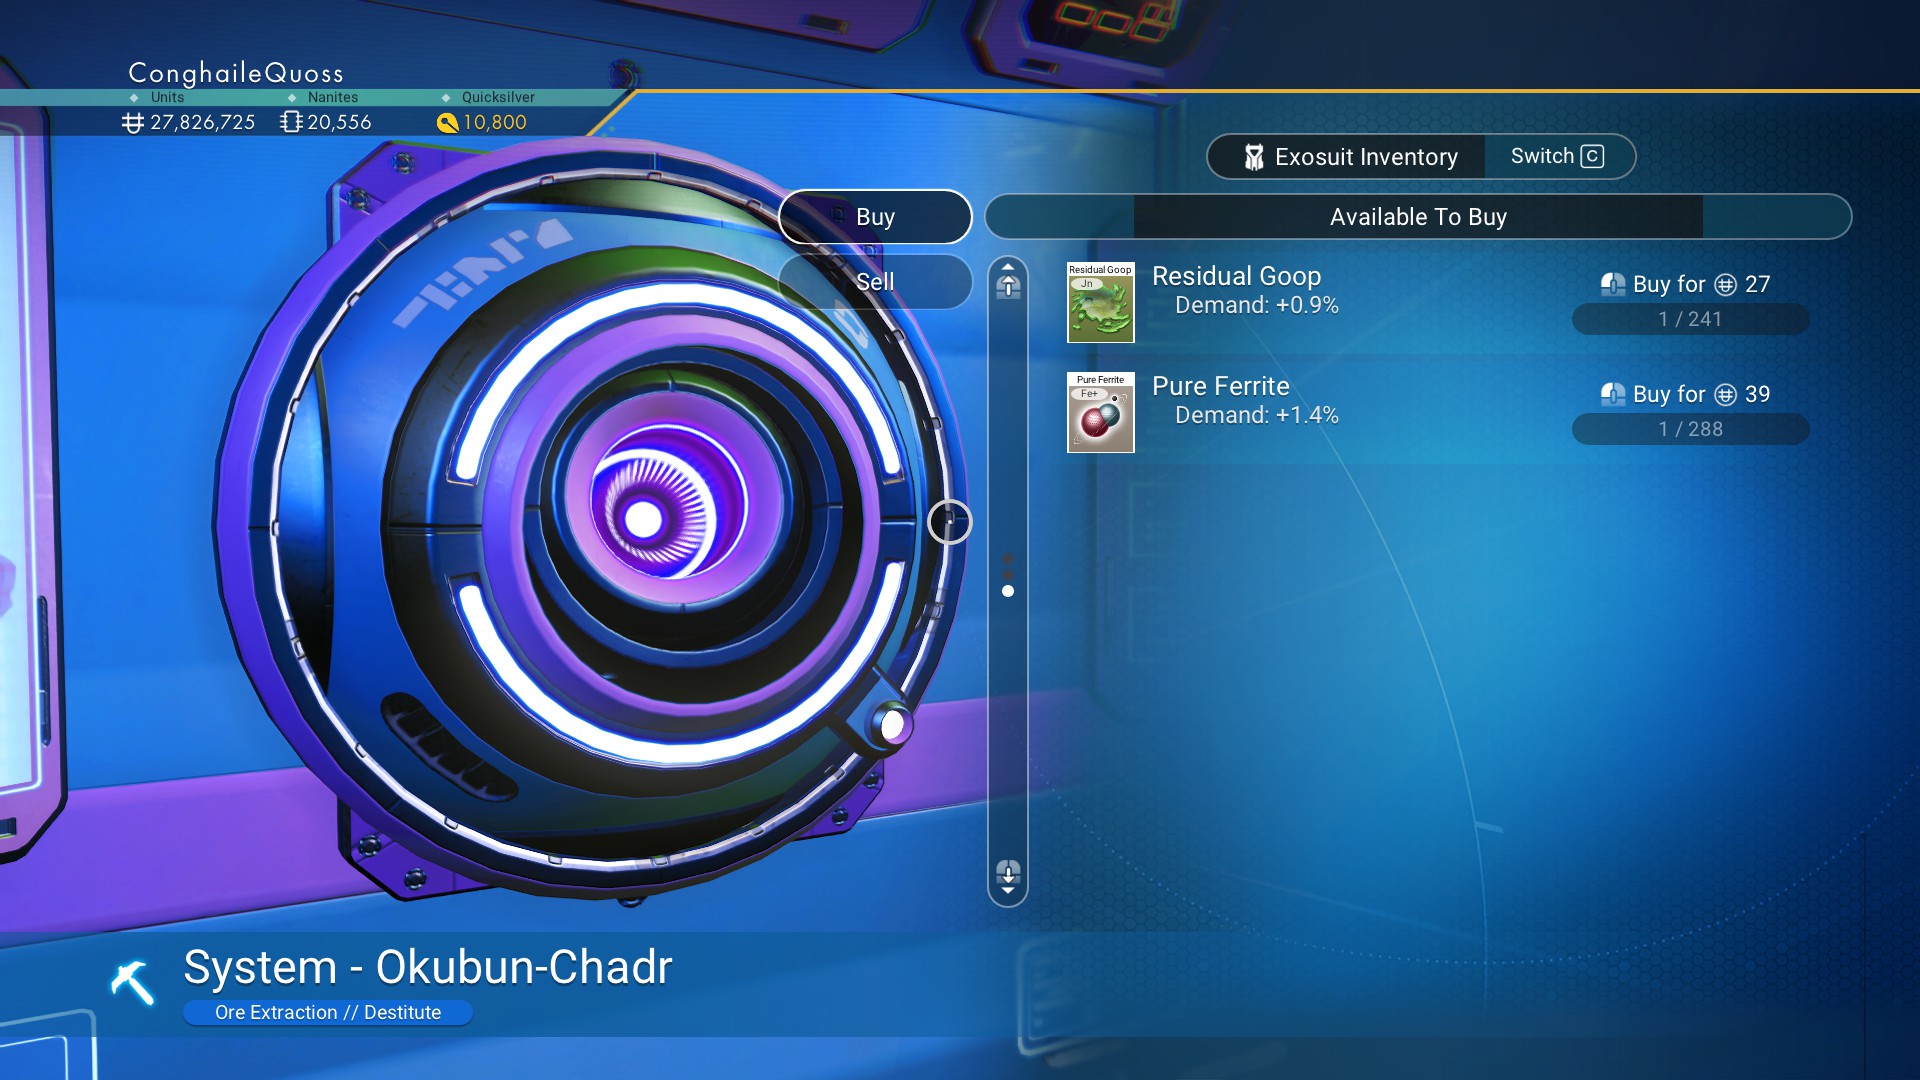 ConghaileQuoss
Units Nanites Quicksilver
27,826,725 20,556 10,800
Exosuit Inventory Switch C
Buy
Available To Buy
Sell
Residual Goop
Jn
Residual Goop
Demand: +0.9%
Buy for 27
1 / 241
Pure Ferrite
Fe+
Pure Ferrite
Demand: +1.4%
Buy for 39
1 / 288
System - Okubun-Chadr
Ore Extraction // Destitute